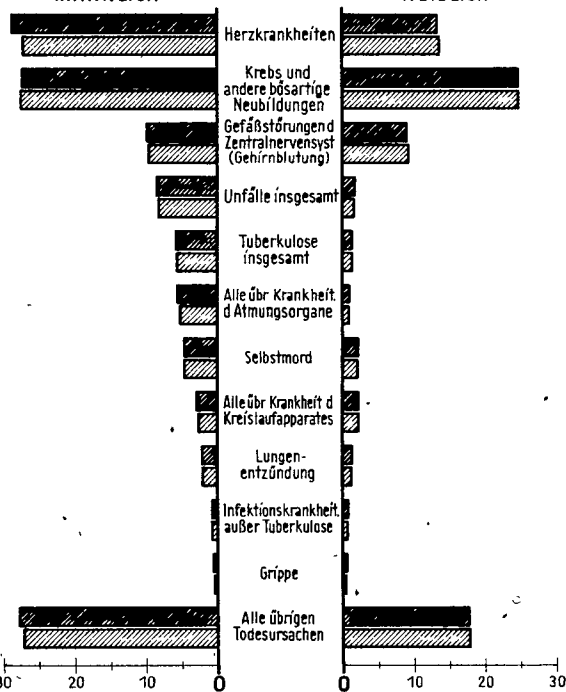 Herzkrankheiten
Krebs und
andere bösartige
Neubildungen
Gefäßstörungen d
Zentralnervensyst
(Gehirnblutung)
Unfälle insgesamt
Tuberkulose
insgesamt
Alle übr Krankheit.
d Atmungsorgane
Selbstmord
Alle übr Krankheit d
Kreislaufapparates
Lungen-
entzündung
Infektionskrankheit.
außer Tuberkulose
Grippe
Alle übrigen
Todesursachen
20 10 0 0 10 20 30